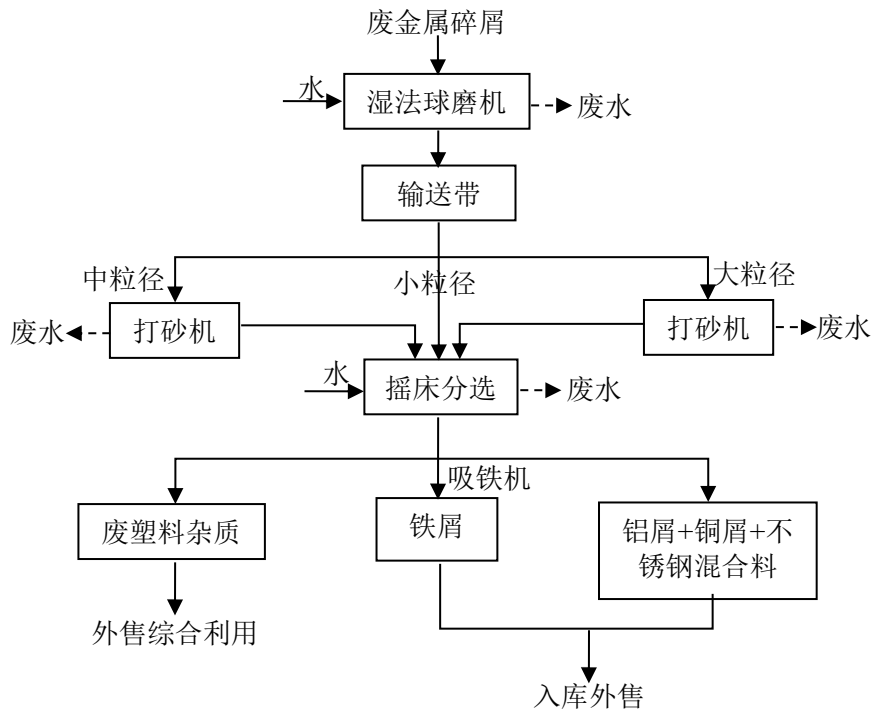 废金属碎屑
水
湿法球磨机
废水
输送带
中粒径
小粒径
大粒径
废水
打砂机
打砂机
废水
水
摇床分选
废水
吸铁机
废塑料杂质
铁屑
铝屑+铜屑+不
锈钢混合料
外售综合利用
入库外售